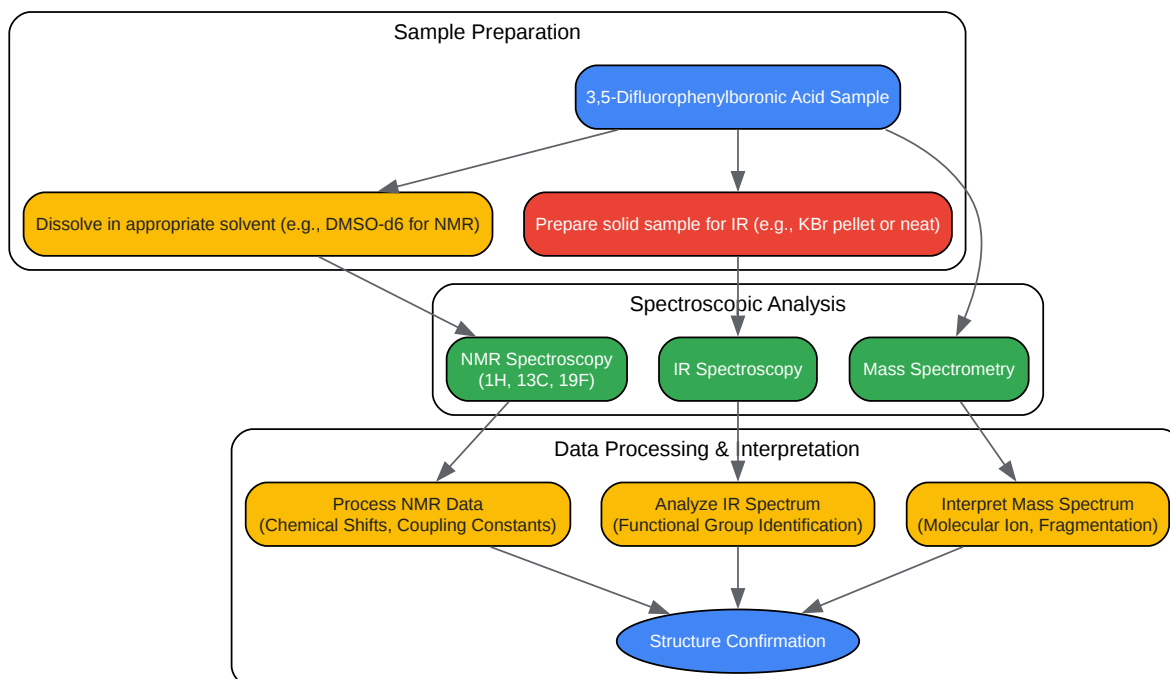 Sample Preparation
3,5-Difluorophenylboronic Acid Sample
Dissolve in appropriate solvent (e.g., DMSO-d6 for NMR)
Prepare solid sample for IR (e.g., KBr pellet or neat)
Spectroscopic Analysis
NMR Spectroscopy
(1H, 13C, 19F)
IR Spectroscopy
Mass Spectrometry
Data Processing & Interpretation
Process NMR Data
(Chemical Shifts, Coupling Constants)
Analyze IR Spectrum
(Functional Group Identification)
Interpret Mass Spectrum
(Molecular Ion, Fragmentation)
Structure Confirmation